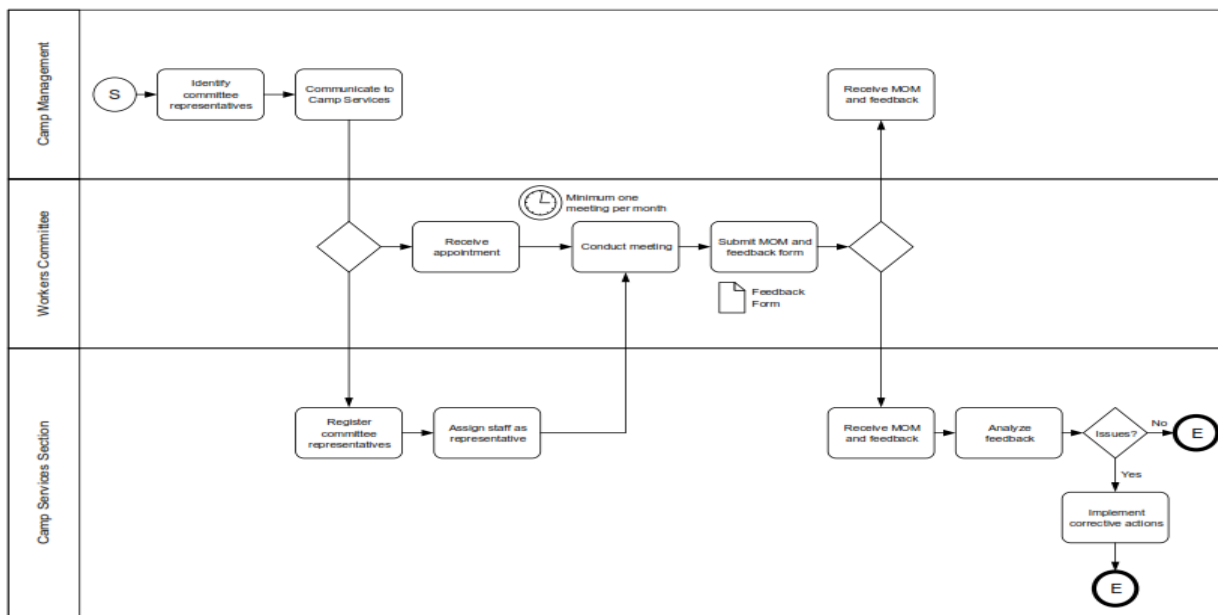 Camp Management
S
Identify
committee
representatives
Communicate to
Camp Services
Receive MOM
and feedback
Workers Committee
Minimum one
meeting per month
Receive
appointment
Conduct meeting
Submit MOM and
feedback form
Feedback
Form
Camp Services Section
Register
committee
representatives
Assign staff as
representative
Receive MOM
and feedback
Analyze
feedback
Issues?
No
E
Yes
Implement
corrective actions
E